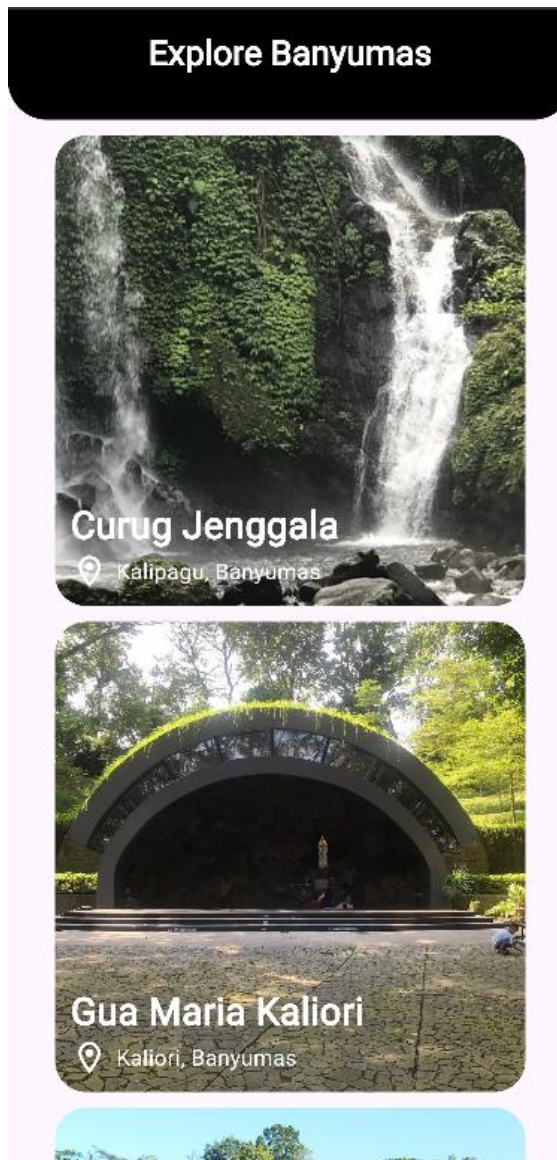 Explore Banyumas
Curug Jenggala
Kalipagu, Banyumas
Gua Maria Kaliori
Kaliori, Banyumas